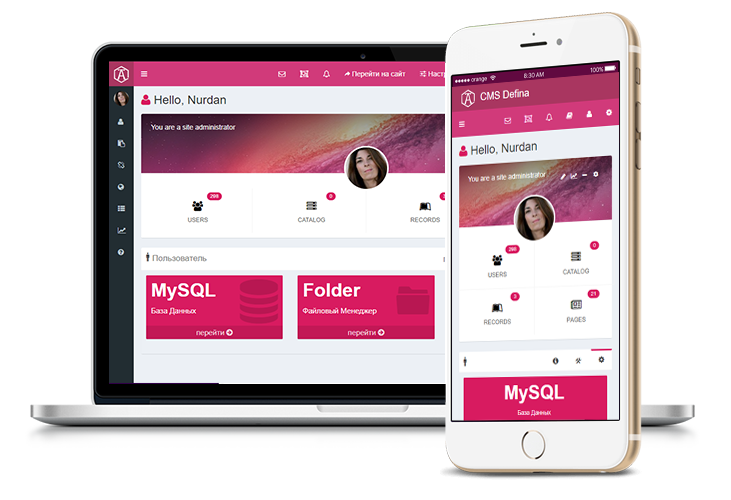 Перейти на сайт
Hello, Nurdan
You are a site administrator
298
USERS
0
CATALOG
RECORDS
Пользователь
MySQL
База Данных
перейти
Folder
Файловый Менеджер
перейти
orange
8:30 AM
100%
CMS Defina
Hello, Nurdan
You are a site administrator
298
USERS
0
CATALOG
3
RECORDS
21
PAGES
MySQL
База Данных